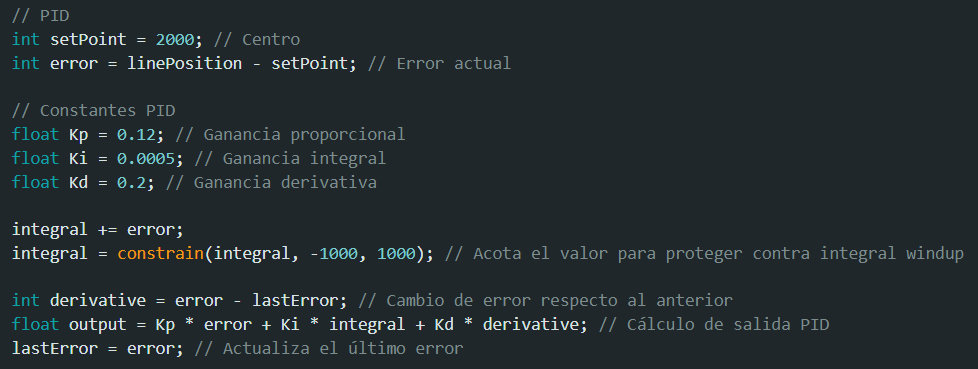 // PID
int setPoint = 2000; // Centro
int error = linePosition - setPoint; // Error actual
// Constantes PID
float Kp = 0.12; // Ganancia proporcional
float Ki = 0.0005; // Ganancia integral
float Kd = 0.2; // Ganancia derivativa
integral += error;
integral = constrain(integral, -1000, 1000); // Acota el valor para proteger contra integral windup
int derivative = error - lastError; // Cambio de error respecto al anterior
float output = Kp * error + Ki * integral + Kd * derivative; // Cálculo de salida PID
lastError = error; // Actualiza el último error